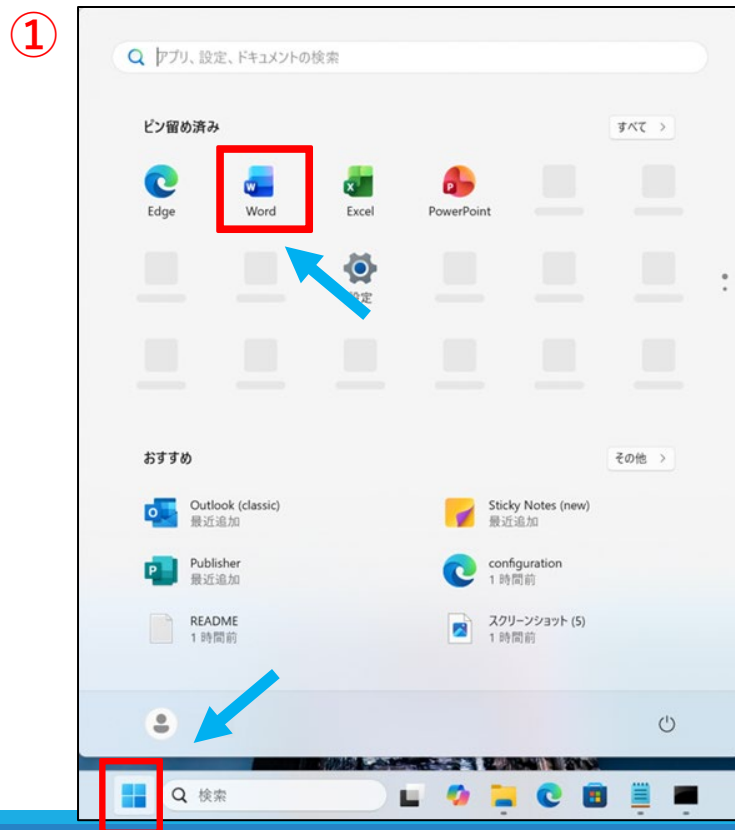 ①
アプリ、設定、ドキュメントの検索
ピン留め済み
すべて >
Edge
Word
Excel
PowerPoint
設定
おすすめ
その他 >
Outlook (classic)
最近追加
Sticky Notes (new)
最近追加
Publisher
最近追加
configuration
1 時間前
README
1 時間前
スクリーンショット (5)
1 時間前
検索